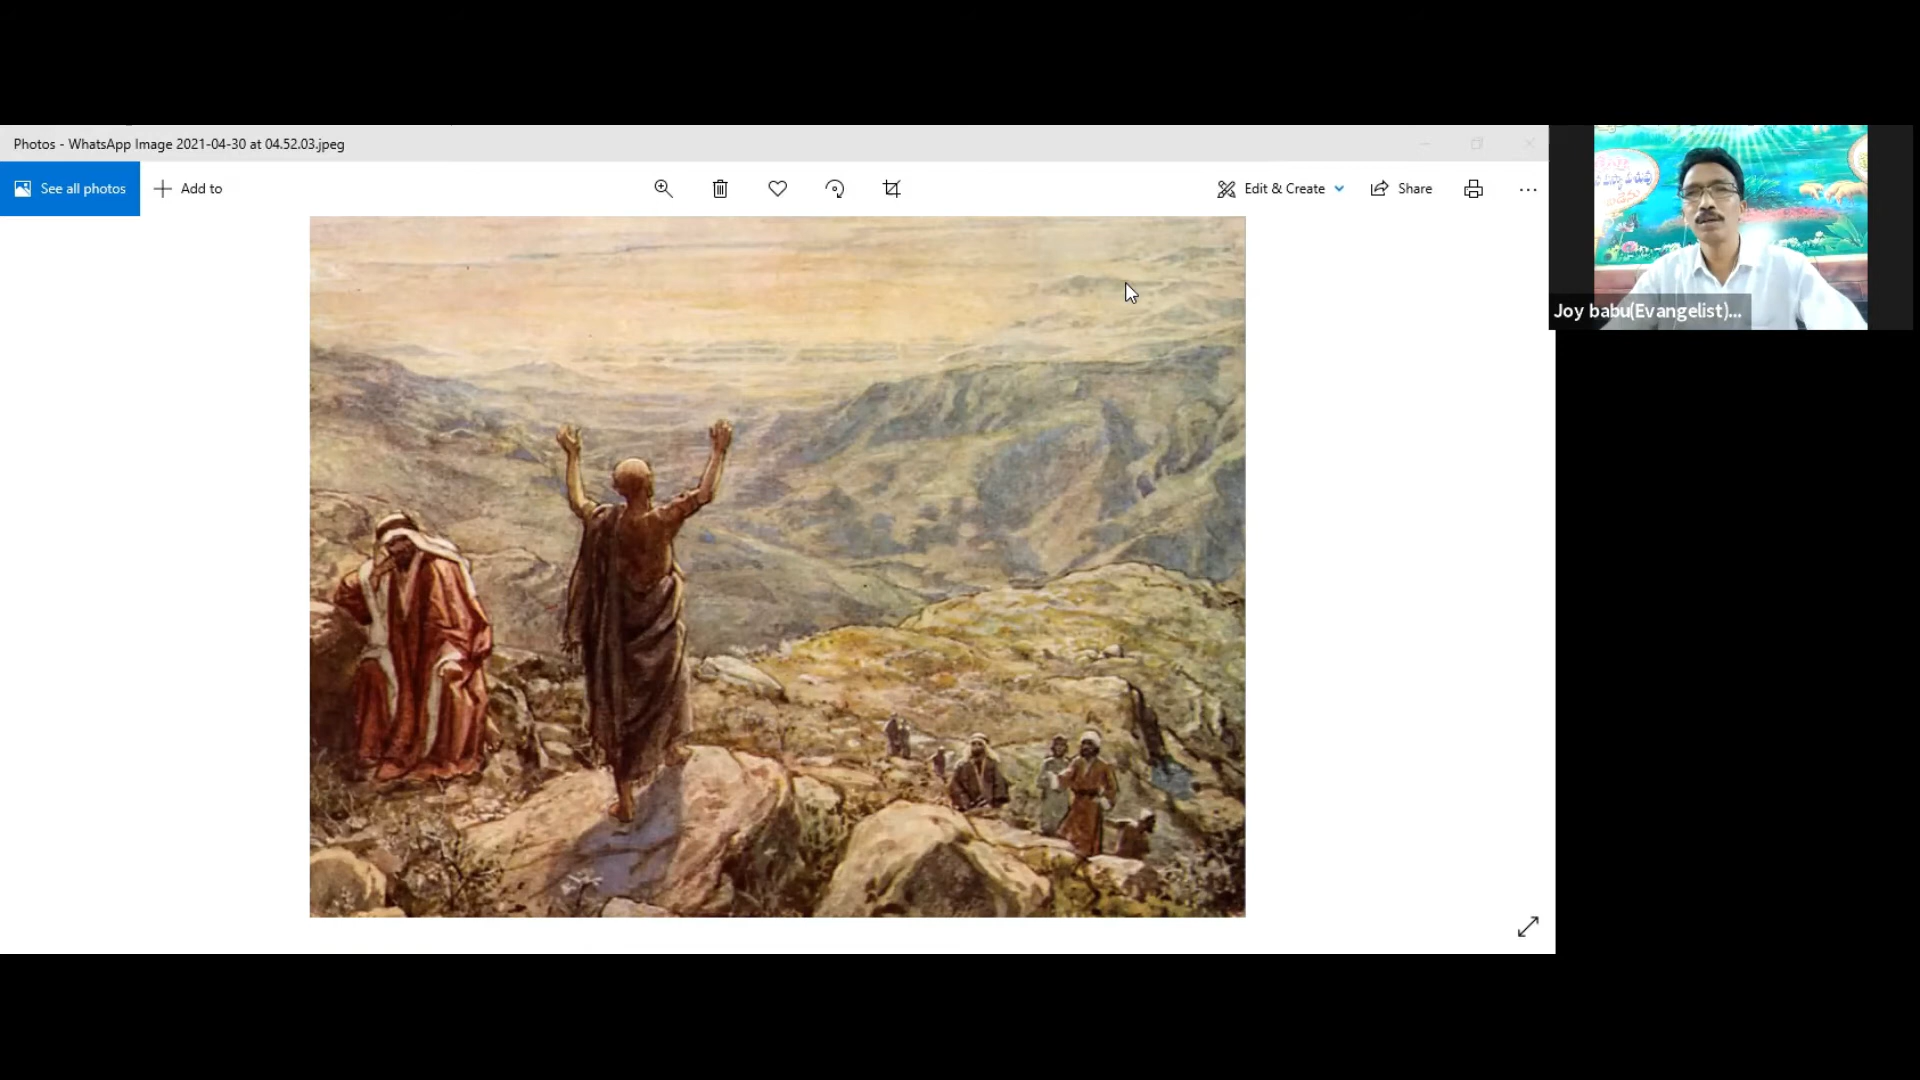 Photos - WhatsApp Image 2021-04-30 at 04.52.03.jpeg
See all photos
Add to
Edit & Create
Share
Joy babu(Evangelist)...